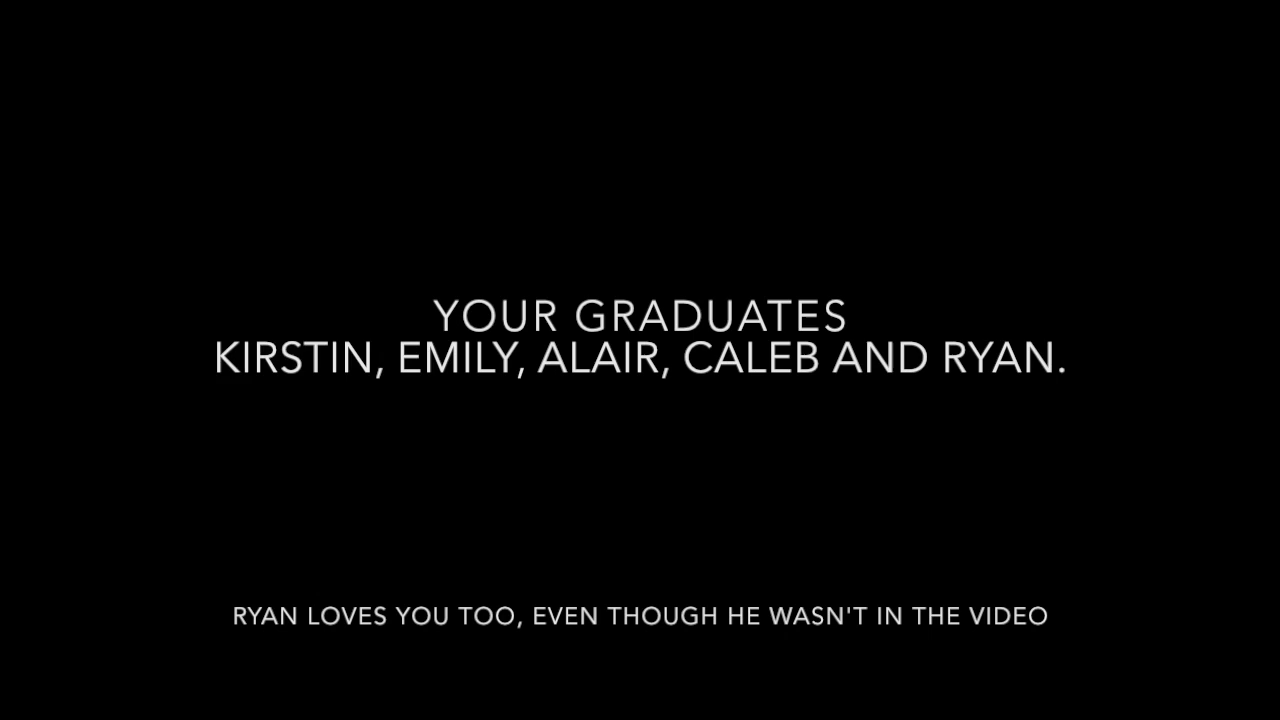 YOUR GRADUATES
KIRSTIN, EMILY, ALAIR, CALEB AND RYAN.
RYAN LOVES YOU TOO, EVEN THOUGH HE WASN'T IN THE VIDEO